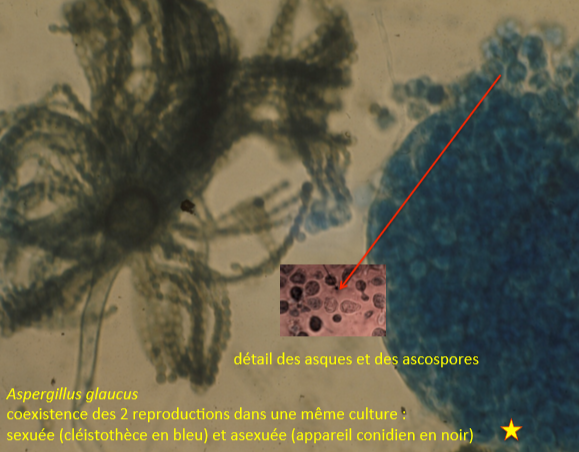 détail des asques et des ascospores
Aspergillus glaucus
coexistence des 2 reproductions dans une même culture :
sexuée (cléistothèce en bleu) et asexuée (appareil conidien en noir)